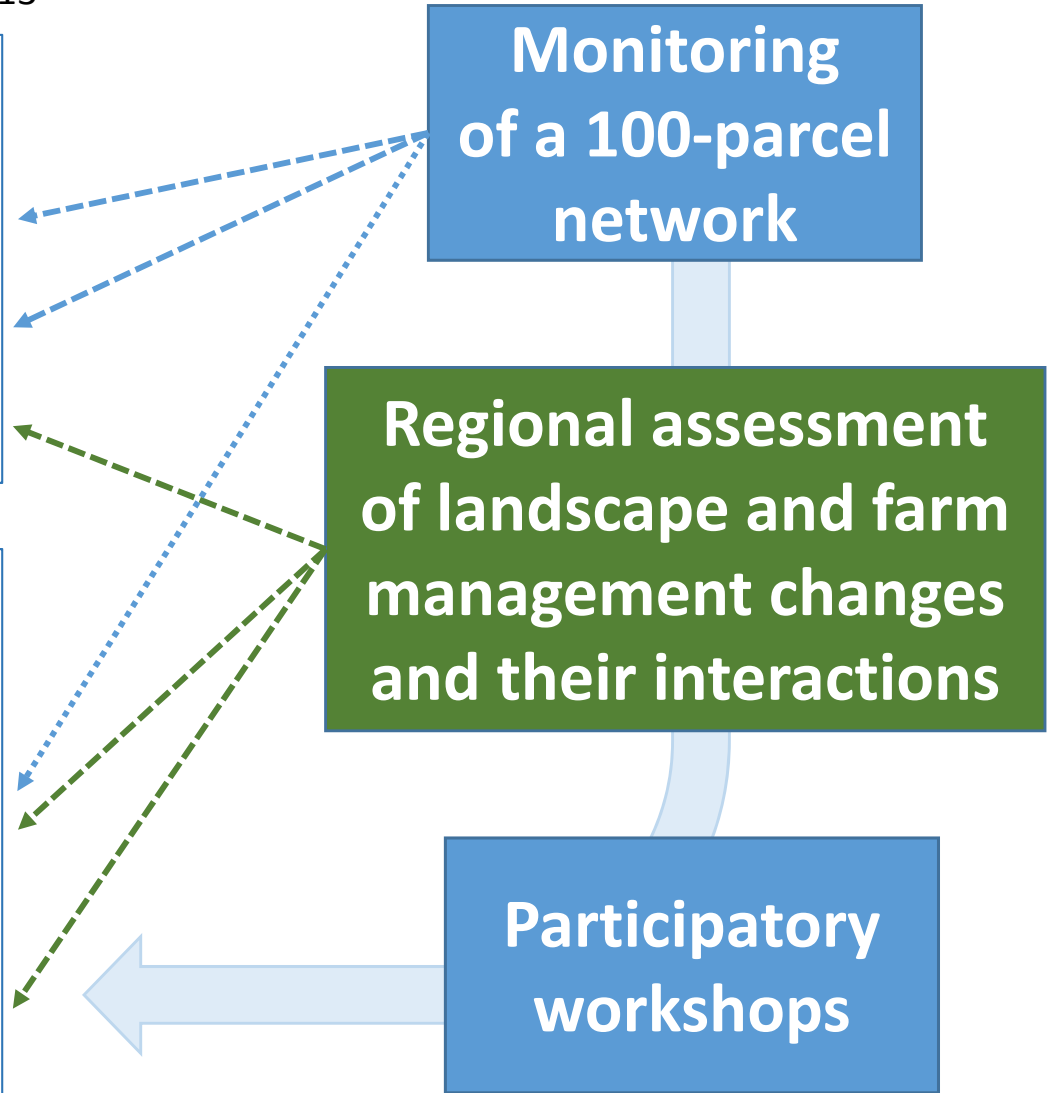 Monitoring
of a 100-parcel
network
Regional assessment
of landscape and farm
management changes
and their interactions
Participatory
workshops